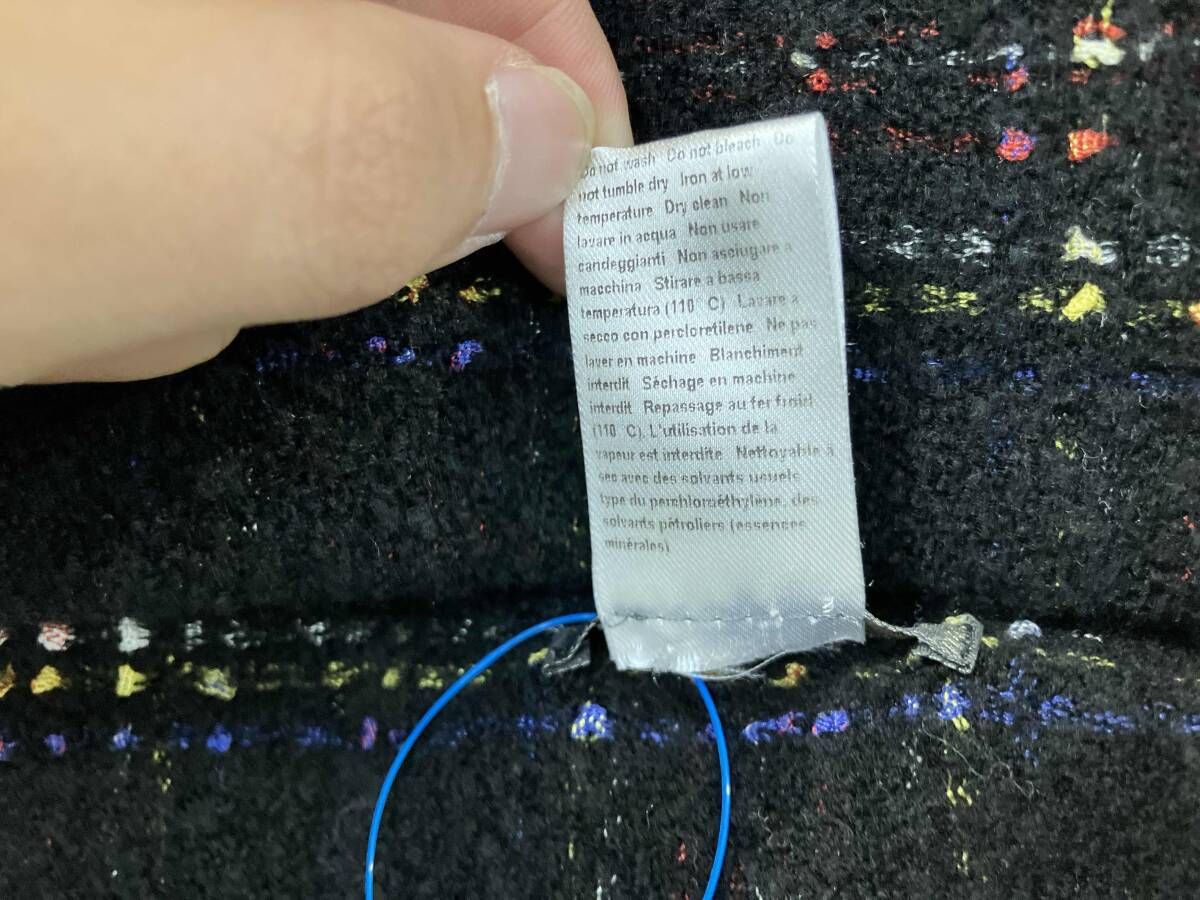 Do not wash Do not bleach Do
not tumble dry Iron at low
temperature Dry clean Non
lavare in acqua Non usare
candeggianti Non asciugare a
macchina Stirare a bassa
temperatura (110 °C) Lavare a
secco con percloretilene Ne pas
laver en machine Blanchiment
interdit Séchage en machine
interdit Repassage au fer froid
(110 °C). L'utilisation de la
vapeur est interdite Nettoyable à
sec avec des solvants usuels
type du perchloréthylène, des
solvants pétroliers (essences
minérales)